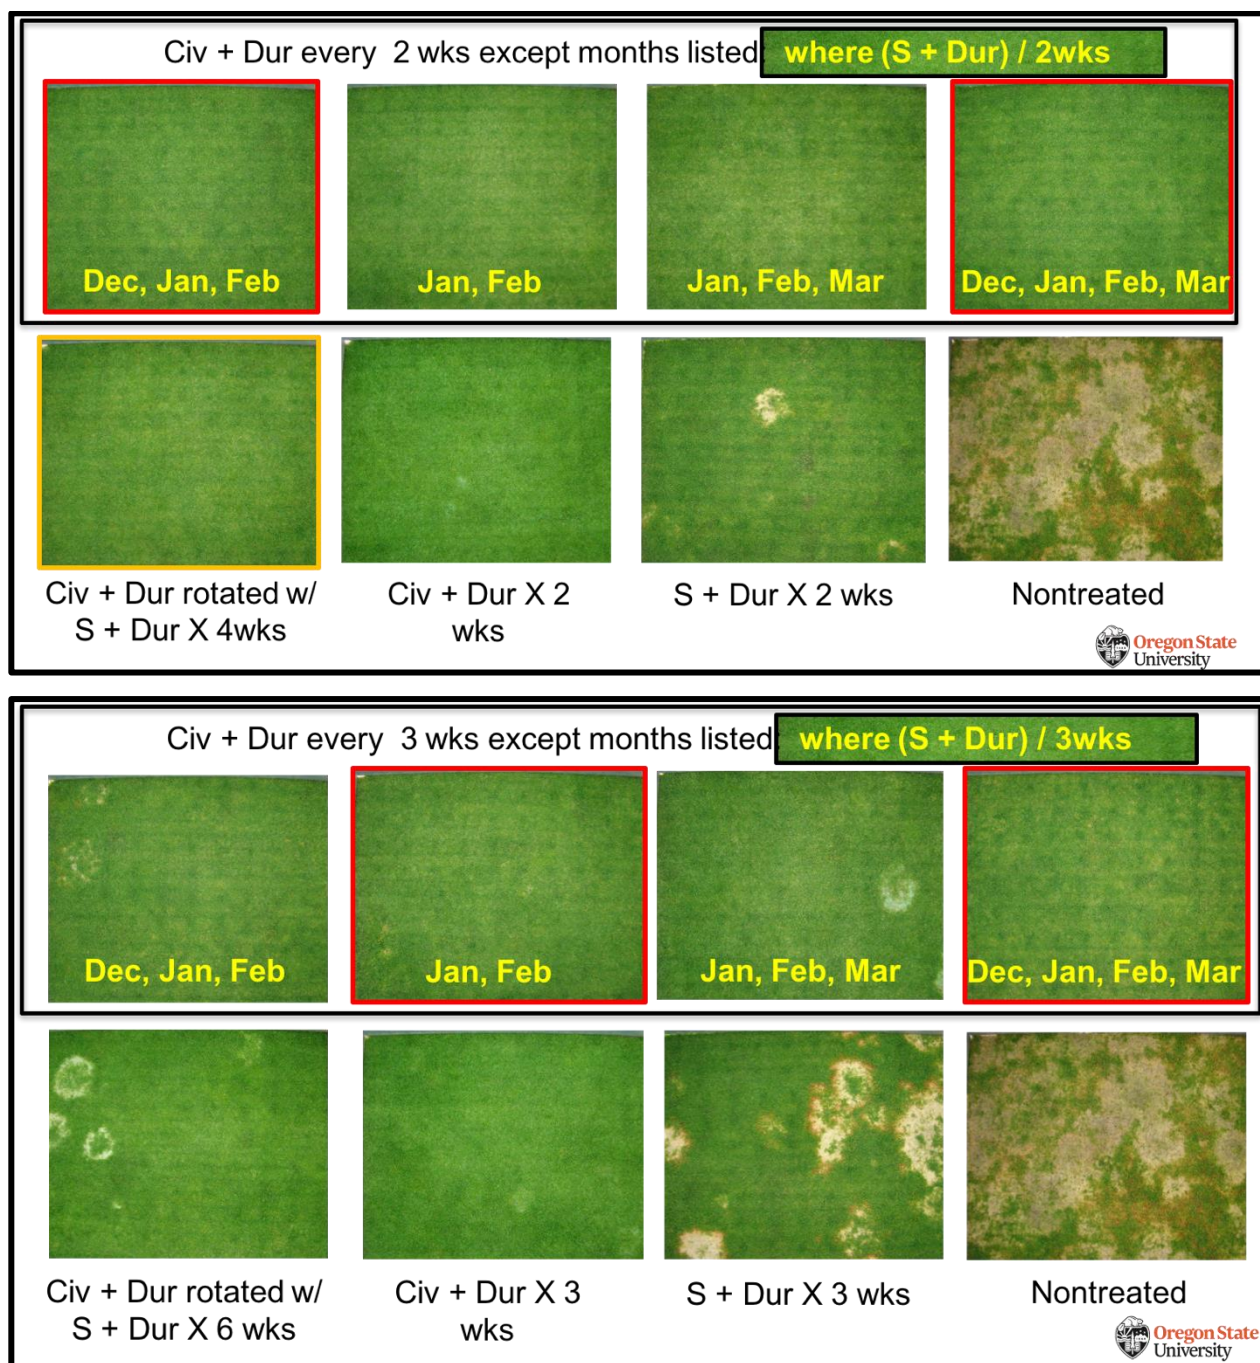 Civ + Dur every 2 wks except months listed where (S + Dur) / 2wks
Dec, Jan, Feb
Jan, Feb
Jan, Feb, Mar
Dec, Jan, Feb, Mar
Civ + Dur rotated w/
S + Dur X 4wks
Civ + Dur X 2
wks
S + Dur X 2 wks
Nontreated
Oregon State
University
Civ + Dur every 3 wks except months listed where (S + Dur) / 3wks
Dec, Jan, Feb
Jan, Feb
Jan, Feb, Mar
Dec, Jan, Feb, Mar
Civ + Dur rotated w/
S + Dur X 6 wks
Civ + Dur X 3
wks
S + Dur X 3 wks
Nontreated
Oregon State
University